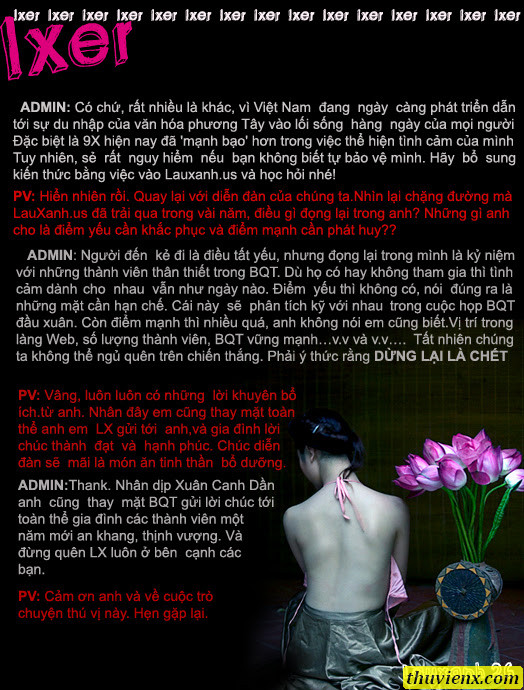 lxer lxer lxer lxer lxer lxer lxer lxer lxer lxer lxer lxer lxer lxer lxer
lxer
ADMIN: Có chứ, rất nhiều là khác, vì Việt Nam đang ngày càng phát triển dẫn
tới sự du nhập của văn hóa phương Tây vào lối sống hàng ngày của mọi người
Đặc biệt là 9X hiện nay đã 'mạnh bạo' hơn trong việc thể hiện tình cảm của mình
Tuy nhiên, sẽ rất nguy hiểm nếu bạn không biết tự bảo vệ mình. Hãy bổ sung
kiến thức bằng việc vào Lauxanh.us và học hỏi nhé!
PV: Hiển nhiên rồi. Quay lại với diễn đàn của chúng ta.Nhìn lại chặng đường mà
LauXanh.us đã trải qua trong vài năm, điều gì đọng lại trong anh? Những gì anh
cho là điểm yếu cần khắc phục và điểm mạnh cần phát huy??
ADMIN: Người đến kẻ đi là điều tất yếu, nhưng đọng lại trong mình là kỷ niệm
với những thành viên thân thiết trong BQT. Dù họ có hay không tham gia thì tình
cảm dành cho nhau vẫn như ngày nào. Điểm yếu thì không có, nói đúng ra là
những mặt cần hạn chế. Cái này sẽ phân tích kỹ với nhau trong cuộc họp BQT
đầu xuân. Còn điểm mạnh thì nhiều quá, anh không nói em cũng biết.Vị trí trong
làng Web, số lượng thành viên, BQT vững mạnh…v.v và v.v…. Tất nhiên chúng
ta không thể ngủ quên trên chiến thắng. Phải ý thức rằng DỪNG LẠI LÀ CHẾT
PV: Vâng, luôn luôn có những lời khuyên bổ
ích.từ anh. Nhân đây em cũng thay mặt toàn
thể anh em LX gửi tới anh,và gia đình lời
chúc thành đạt và hạnh phúc. Chúc diễn
đàn sẽ mãi là món ăn tinh thần bổ dưỡng.
ADMIN:Thank. Nhân dịp Xuân Canh Dần
anh cũng thay mặt BQT gửi lời chúc tới
toàn thể gia đình các thành viên một
năm mới an khang, thịnh vượng. Và
đừng quên LX luôn ở bên cạnh các
bạn.
PV: Cảm ơn anh và về cuộc trò
chuyện thú vị này. Hẹn gặp lại.
thuvienx.com